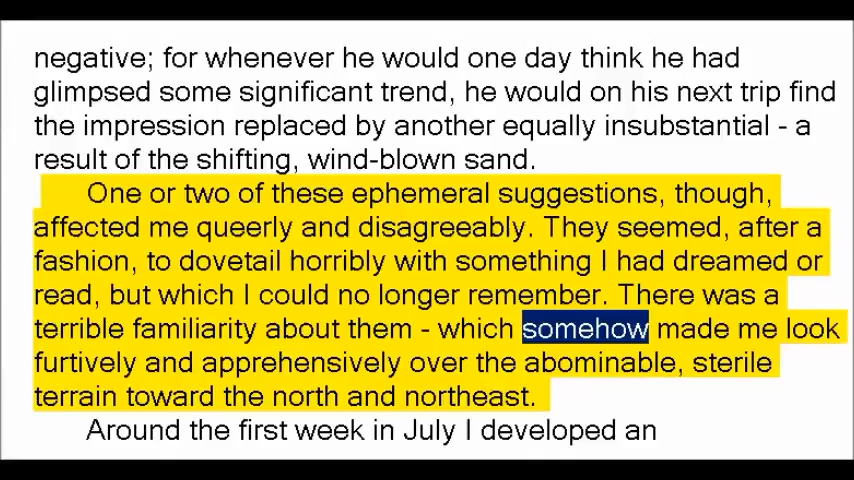 negative; for whenever he would one day think he had
glimpsed some significant trend, he would on his next trip find
the impression replaced by another equally insubstantial - a
result of the shifting, wind-blown sand.
One or two of these ephemeral suggestions, though,
affected me queerly and disagreeably. They seemed, after a
fashion, to dovetail horribly with something I had dreamed or
read, but which I could no longer remember. There was a
terrible familiarity about them - which somehow made me look
furtively and apprehensively over the abominable, sterile
terrain toward the north and northeast.
Around the first week in July I developed an